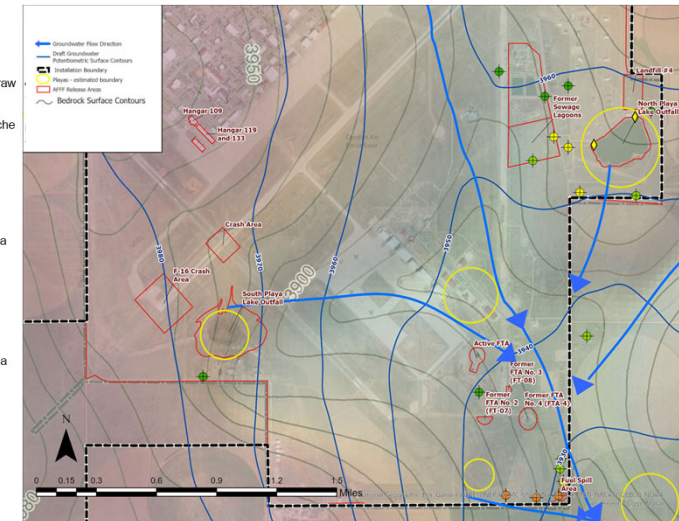 Groundwater Flow Direction
Draft Groundwater
Potentiometric Surface Contours
Installation Boundary
Playas - estimated boundary
AFFF Release Areas
Bedrock Surface Contours
raw
che
a
a
3950
3960
Landfill #4
Former
Sewage
Lagoons
North Playa
Lake Outfall
Hangar 109
Hangar 119
and 133
Crash Area
3950
3980
3970
3960
F-16 Crash
Area
3900
South Playa
Lake Outfall
Active FTA
3940
Former
FTA No. 3
(FT-08)
Former
FTA No. 2
(FT-07)
Former FTA
No. 4 (FTA-4)
3930
Fuel Spill
Area
N
0 0.15 0.3 0.6 0.9 1.2 1.5
Miles